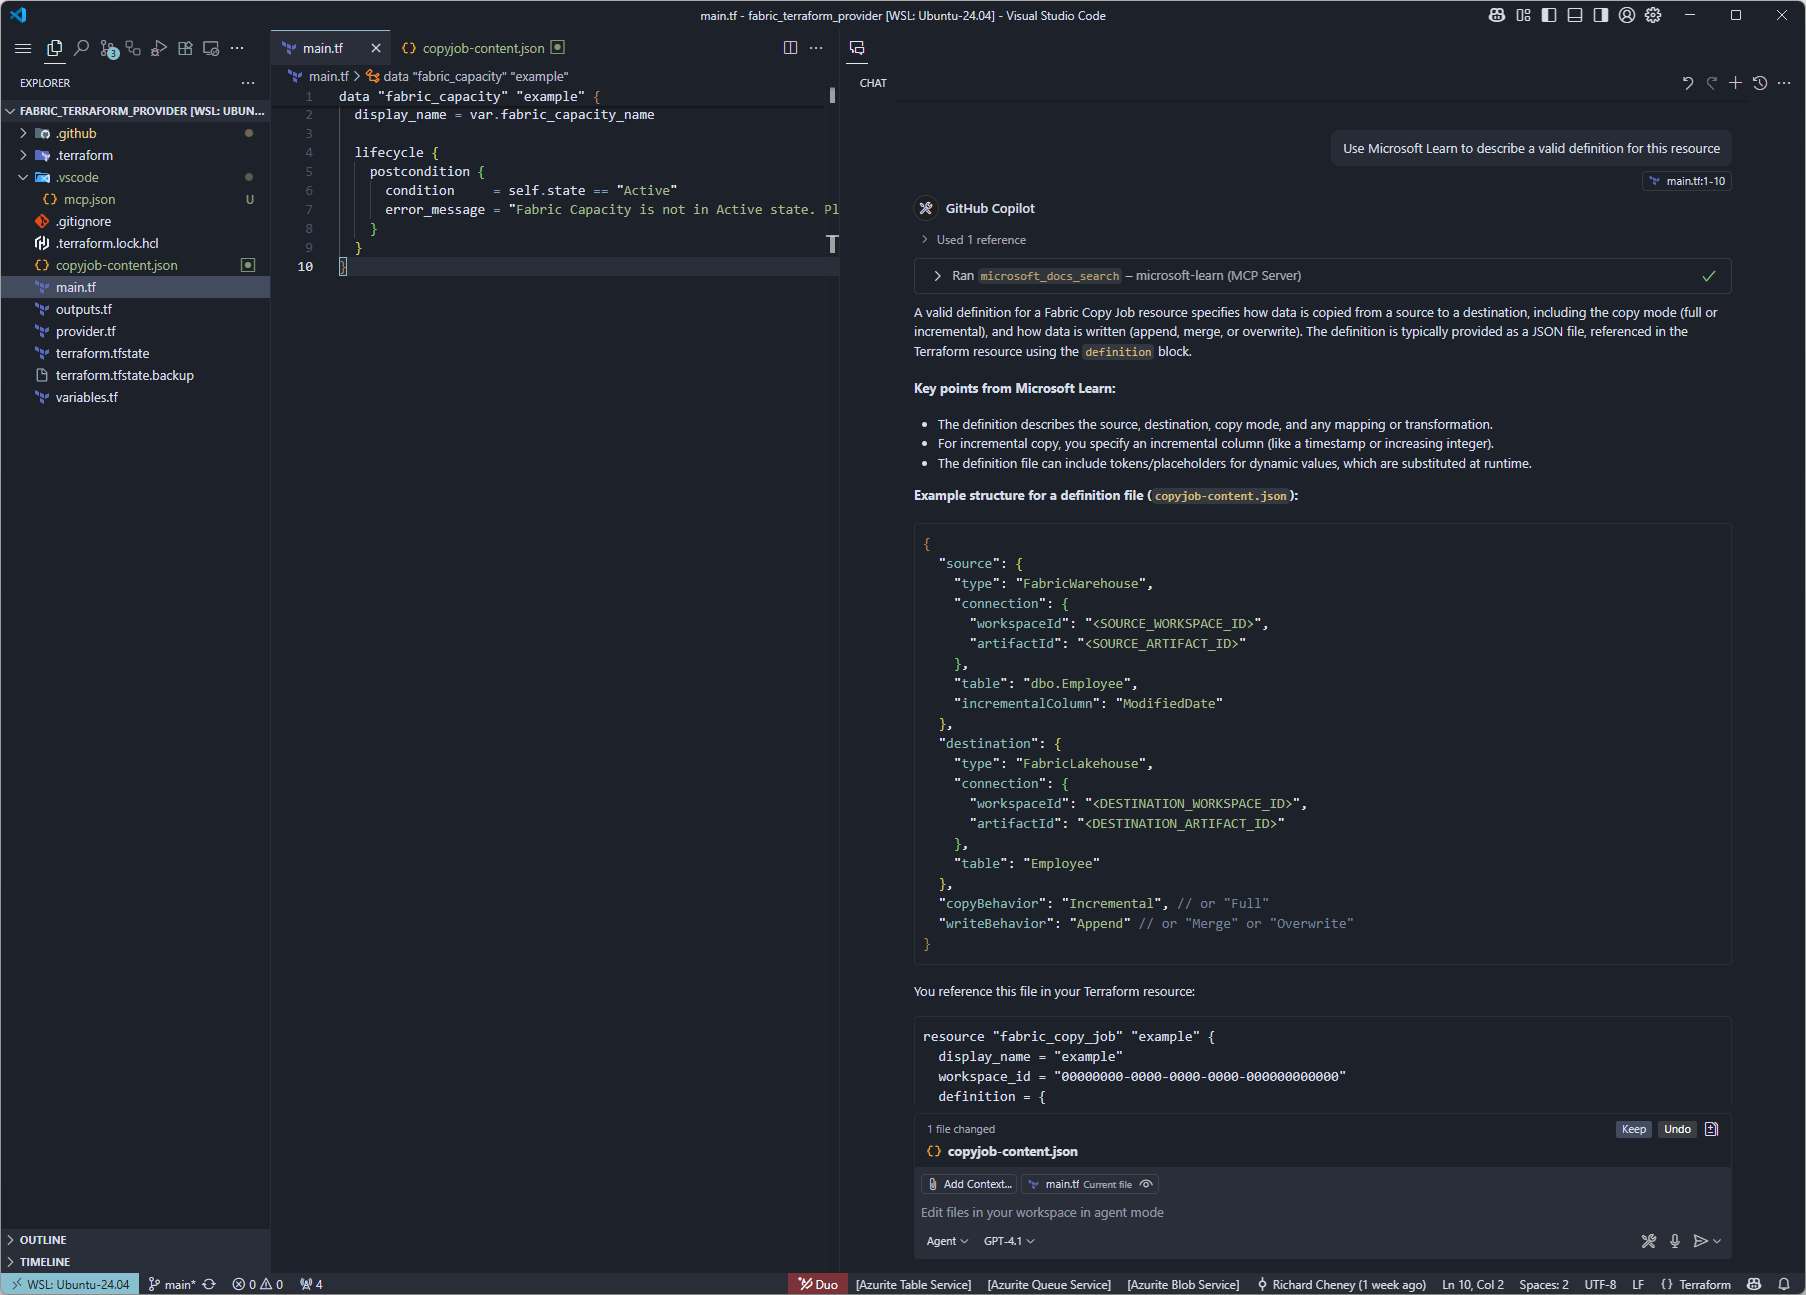 main.tf - fabric_terraform_provider [WSL: Ubuntu-24.04] - Visual Studio Code
3
main.tf
copyjob-content.json
EXPLORER
FABRIC_TERRAFORM_PROVIDER [WSL: UBUN...
.github
.terraform
.vscode
mcp.json U
.gitignore
.terraform.lock.hcl
copyjob-content.json
main.tf
outputs.tf
provider.tf
terraform.tfstate
terraform.tfstate.backup
variables.tf
OUTLINE
TIMELINE
main.tf > data "fabric_capacity" "example"
1 data "fabric_capacity" "example" {
2 display_name = var.fabric_capacity_name
3
4 lifecycle {
5 postcondition {
6 condition = self.state == "Active"
7 error_message = "Fabric Capacity is not in Active state. Pl
8 }
9 }
10 }
CHAT
Use Microsoft Learn to describe a valid definition for this resource
main.tf:1-10
GitHub Copilot
Used 1 reference
Ran microsoft_docs_search – microsoft-learn (MCP Server)
A valid definition for a Fabric Copy Job resource specifies how data is copied from a source to a destination, including the copy mode (full or
incremental), and how data is written (append, merge, or overwrite). The definition is typically provided as a JSON file, referenced in the
Terraform resource using the definition block.
Key points from Microsoft Learn:
• The definition describes the source, destination, copy mode, and any mapping or transformation.
• For incremental copy, you specify an incremental column (like a timestamp or increasing integer).
• The definition file can include tokens/placeholders for dynamic values, which are substituted at runtime.
Example structure for a definition file (copyjob-content.json):
{
"source": {
"type": "FabricWarehouse",
"connection": {
"workspaceId": "<SOURCE_WORKSPACE_ID>",
"artifactId": "<SOURCE_ARTIFACT_ID>"
},
"table": "dbo.Employee",
"incrementalColumn": "ModifiedDate"
},
"destination": {
"type": "FabricLakehouse",
"connection": {
"workspaceId": "<DESTINATION_WORKSPACE_ID>",
"artifactId": "<DESTINATION_ARTIFACT_ID>"
},
"table": "Employee"
},
"copyBehavior": "Incremental", // or "Full"
"writeBehavior": "Append" // or "Merge" or "Overwrite"
}
You reference this file in your Terraform resource:
resource "fabric_copy_job" "example" {
display_name = "example"
workspace_id = "00000000-0000-0000-0000-000000000000"
definition = {
1 file changed
Keep Undo
copyjob-content.json
Add Context... main.tf Current file
Edit files in your workspace in agent mode
Agent GPT-4.1
WSL: Ubuntu-24.04 main* 0 0 4 Duo [Azurite Table Service] [Azurite Queue Service] [Azurite Blob Service] Richard Cheney (1 week ago) Ln 10, Col 2 Spaces: 2 UTF-8 LF {} Terraform